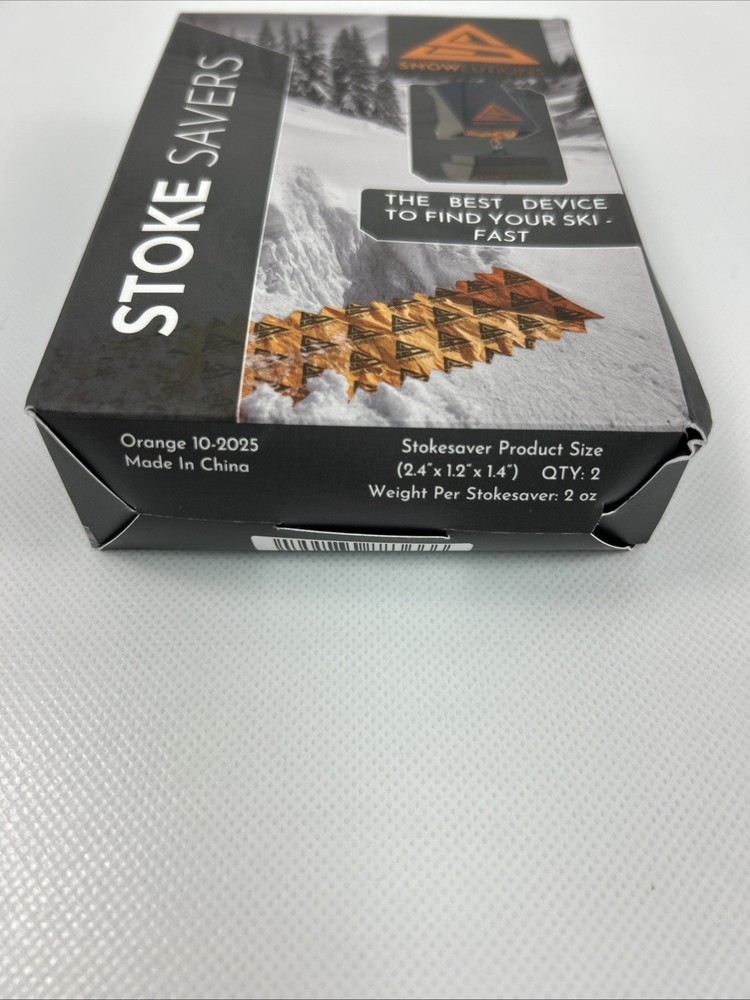 STOKE SAVERS
SNOWLUTIONS
THE BEST DEVICE
TO FIND YOUR SKI -
FAST
Orange 10-2025
Made In China
Stokesaver Product Size
(2.4"x 1.2"x 1.4") QTY: 2
Weight Per Stokesaver: 2 oz